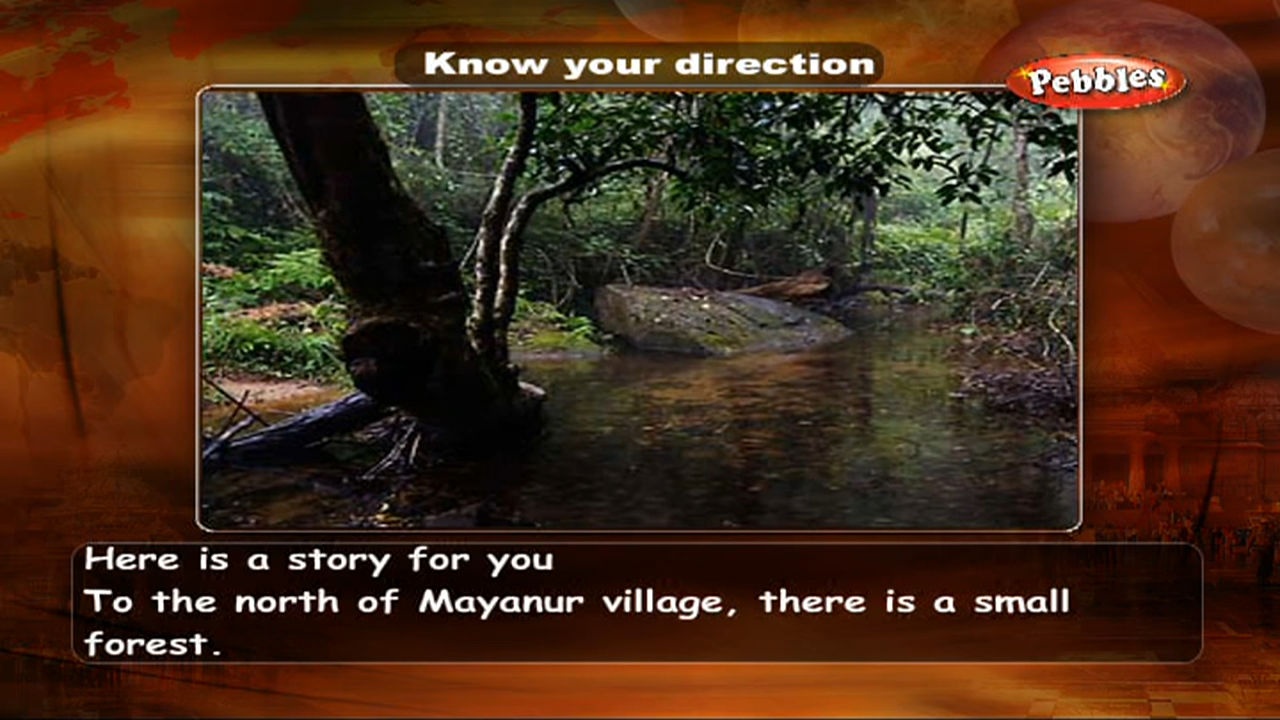 Know your direction
Pebbles
Here is a story for you
To the north of Mayanur village, there is a small
forest.